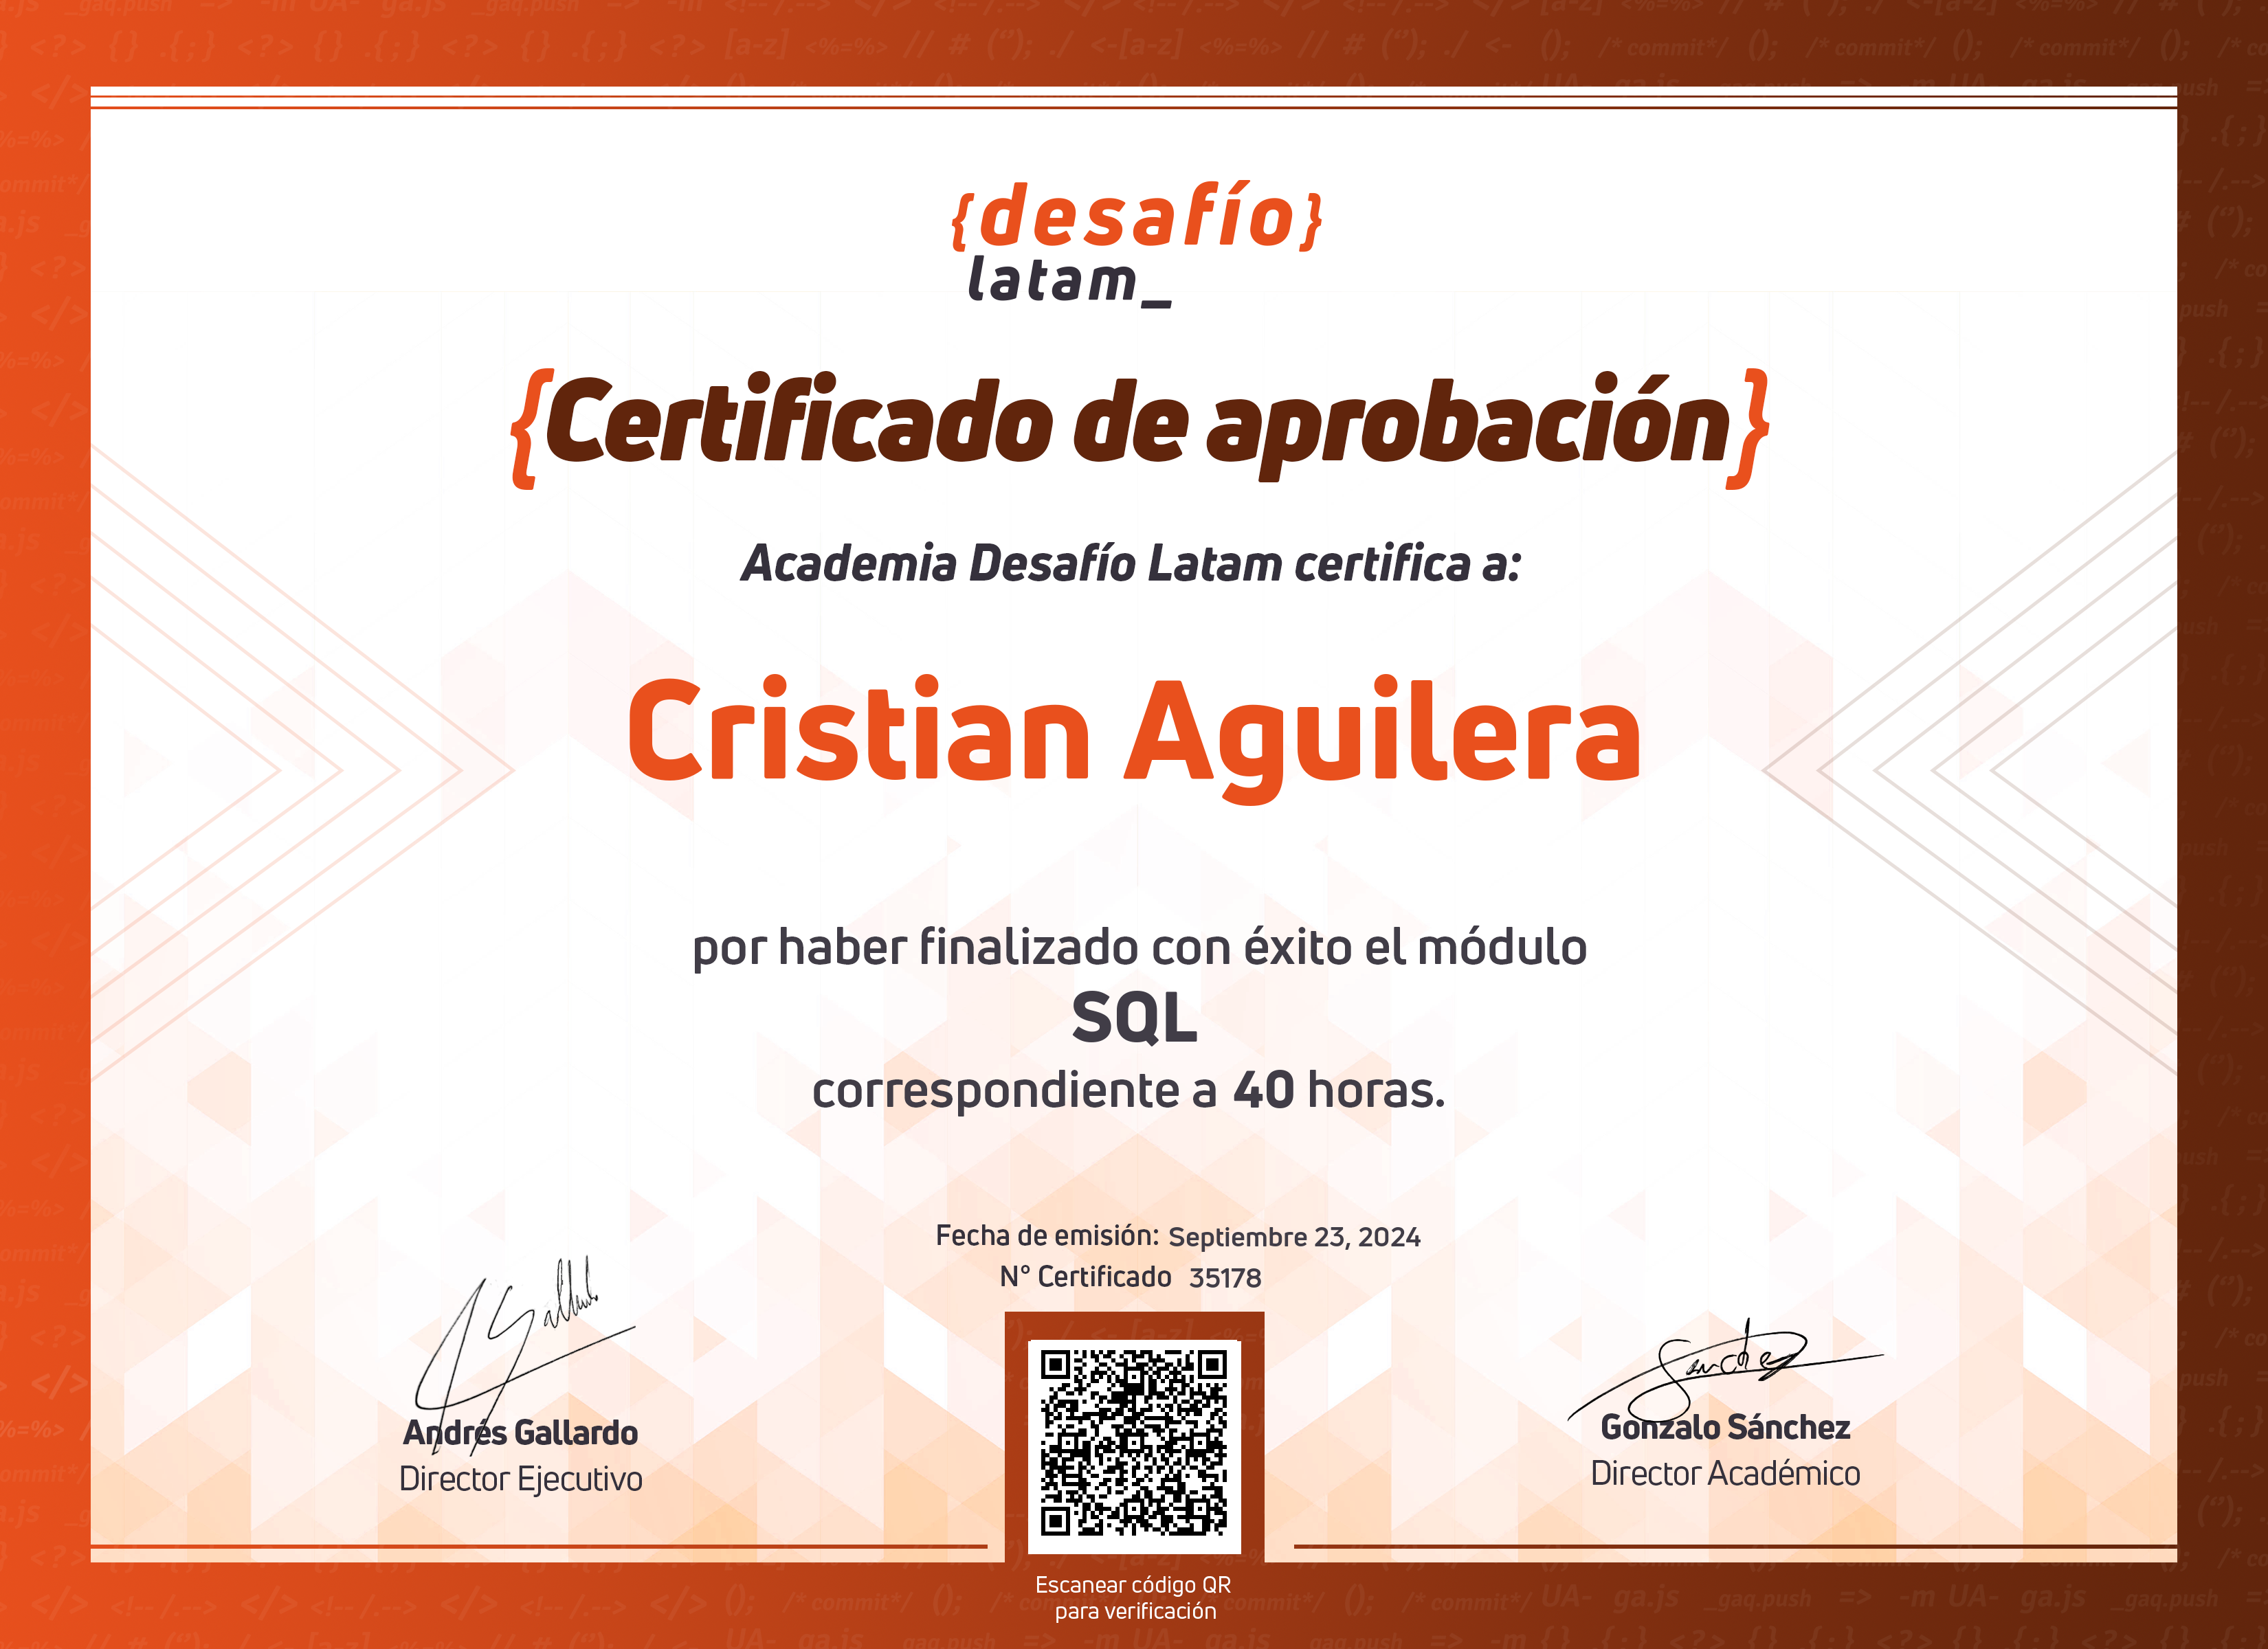 {desafío}
latam_
{Certificado de aprobación}
Academia Desafío Latam certifica a:
Cristian Aguilera
por haber finalizado con éxito el módulo
SQL
correspondiente a 40 horas.
Fecha de emisión: Septiembre 23, 2024
N° Certificado 35178
Andrés Gallardo
Director Ejecutivo
Gonzalo Sánchez
Director Académico
Escanear código QR
para verificación